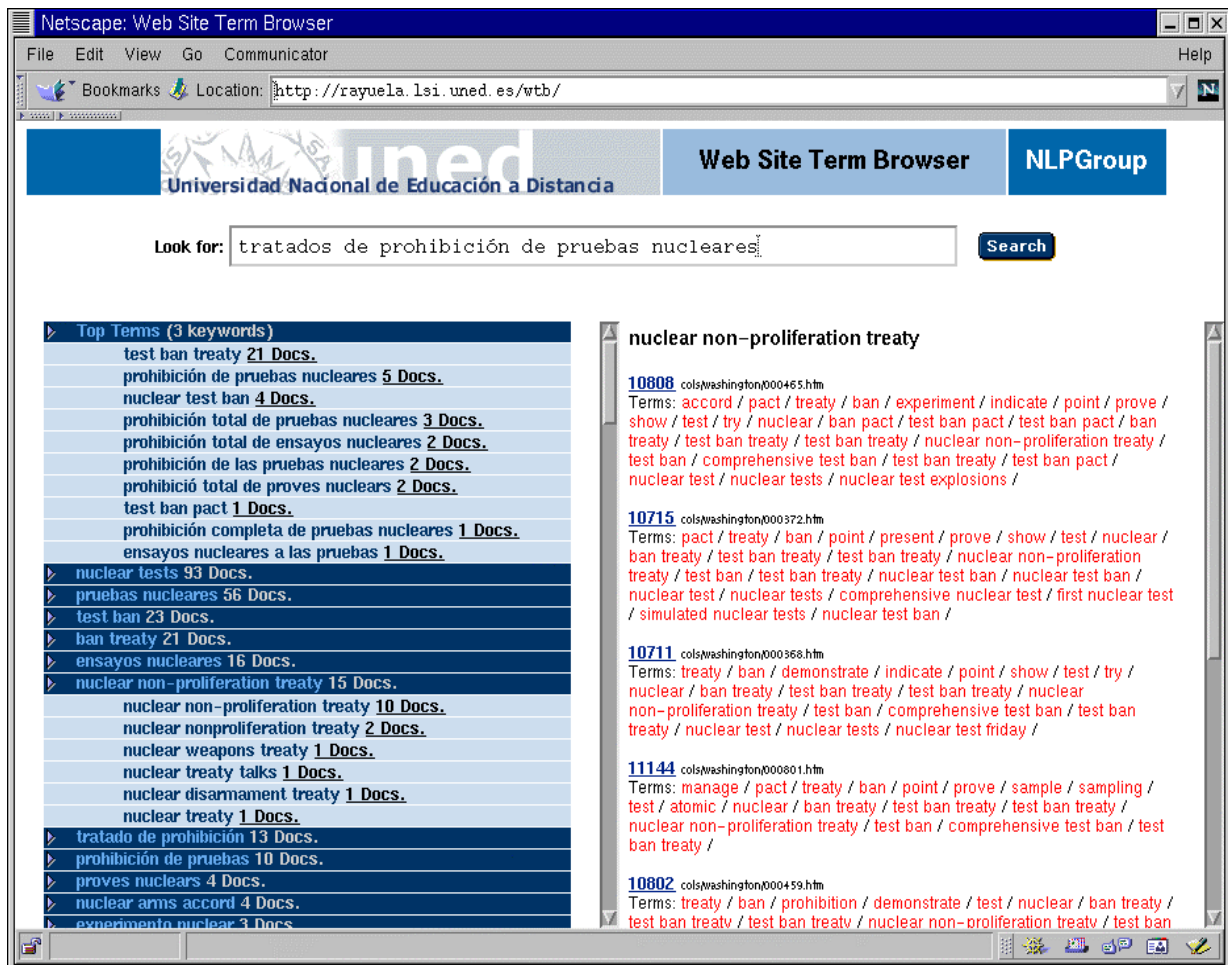 Netscape: Web Site Term Browser
File Edit View Go Communicator Help
Bookmarks Location: http://rayuela.lsi.uned.es/wtb/
uned
Universidad Nacional de Educación a Distancia
Web Site Term Browser
NLPGroup
Look for: tratados de prohibición de pruebas nucleares Search
Top Terms (3 keywords)
test ban treaty 21 Docs.
prohibición de pruebas nucleares 5 Docs.
nuclear test ban 4 Docs.
prohibición total de pruebas nucleares 3 Docs.
prohibición total de ensayos nucleares 2 Docs.
prohibición de las pruebas nucleares 2 Docs.
prohibició total de proves nuclears 2 Docs.
test ban pact 1 Docs.
prohibición completa de pruebas nucleares 1 Docs.
ensayos nucleares a las pruebas 1 Docs.
nuclear tests 93 Docs.
pruebas nucleares 56 Docs.
test ban 23 Docs.
ban treaty 21 Docs.
ensayos nucleares 16 Docs.
nuclear non-proliferation treaty 15 Docs.
nuclear non-proliferation treaty 10 Docs.
nuclear nonproliferation treaty 2 Docs.
nuclear weapons treaty 1 Docs.
nuclear treaty talks 1 Docs.
nuclear disarmament treaty 1 Docs.
nuclear treaty 1 Docs.
tratado de prohibición 13 Docs.
prohibición de pruebas 10 Docs.
proves nuclears 4 Docs.
nuclear arms accord 4 Docs.
experimento nuclear 3 Docs.
nuclear non-proliferation treaty
10808 cols/washington/000465.htm
Terms: accord / pact / treaty / ban / experiment / indicate / point / prove /
show / test / try / nuclear / ban pact / test ban pact / test ban pact / ban
treaty / test ban treaty / test ban treaty / nuclear non-proliferation treaty /
test ban / comprehensive test ban / test ban treaty / test ban pact /
nuclear test / nuclear tests / nuclear test explosions /
10715 cols/washington/000372.htm
Terms: pact / treaty / ban / point / present / prove / show / test / nuclear /
ban treaty / test ban treaty / test ban treaty / nuclear non-proliferation
treaty / test ban / test ban treaty / nuclear test ban / nuclear test ban /
nuclear test / nuclear tests / comprehensive nuclear test / first nuclear test
/ simulated nuclear tests / nuclear test ban /
10711 cols/washington/000368.htm
Terms: treaty / ban / demonstrate / indicate / point / show / test / try /
nuclear / ban treaty / test ban treaty / test ban treaty / nuclear
non-proliferation treaty / test ban / comprehensive test ban / test ban
treaty / nuclear test / nuclear tests / nuclear test friday /
11144 cols/washington/000801.htm
Terms: manage / pact / treaty / ban / point / prove / sample / sampling /
test / atomic / nuclear / ban treaty / test ban treaty / test ban treaty /
nuclear non-proliferation treaty / test ban / comprehensive test ban / test
ban treaty /
10802 cols/washington/000459.htm
Terms: treaty / ban / prohibition / demonstrate / test / nuclear / ban treaty /
test ban treaty / test ban treaty / nuclear non-proliferation treaty / test ban